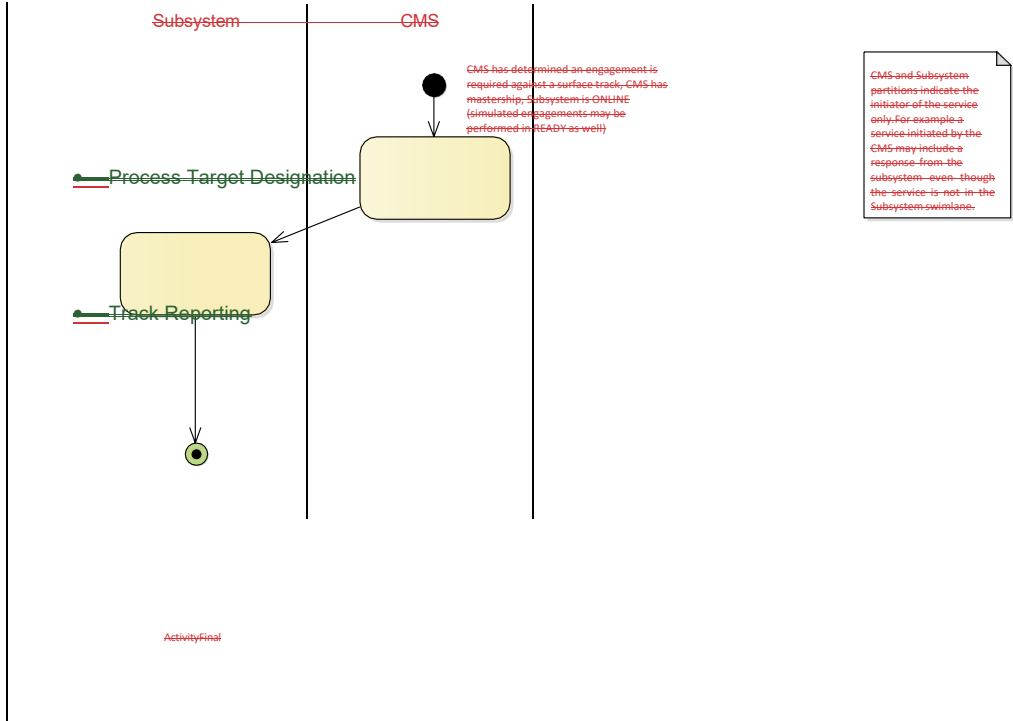 Subsystem CMS
CMS has determined an engagement is
required against a surface track, CMS has
mastership, Subsystem is ONLINE
(simulated engagements may be
performed in READY as well)
CMS and Subsystem
partitions indicate the
initiator of the service
only.For example a
service initiated by the
CMS may include a
response from the
subsystem even though
the service is not in the
Subsystem swimlane.
• Process Target Designation
• Track Reporting
ActivityFinal